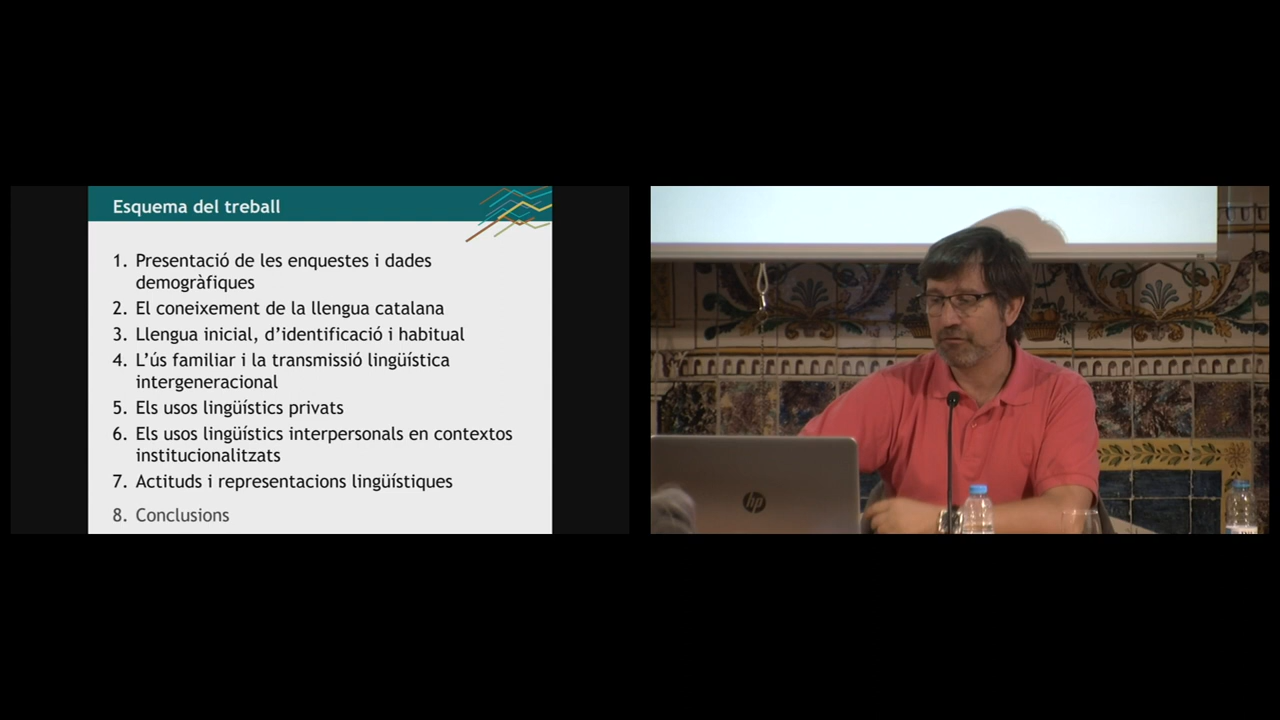 Esquema del treball
1. Presentació de les enquestes i dades
demogràfiques
2. El coneixement de la llengua catalana
3. Llengua inicial, d'identificació i habitual
4. L'ús familiar i la transmissió lingüística
intergeneracional
5. Els usos lingüístics privats
6. Els usos lingüístics interpersonals en contextos
institucionalitzats
7. Actituds i representacions lingüístiques
8. Conclusions
hp